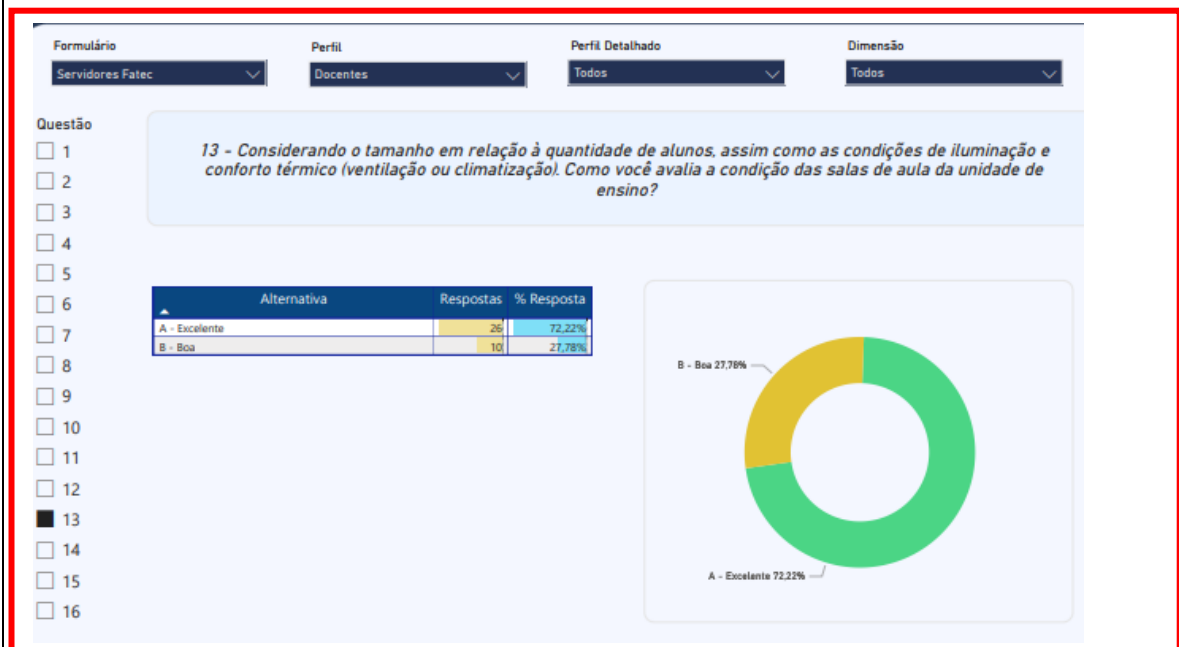 Formulário
Perfil
Perfil Detalhado
Dimensão
Servidores Fatec
Docentes
Todos
Todos
Questão
1
2
3
4
5
6
7
8
9
10
11
12
13
14
15
16
13 - Considerando o tamanho em relação à quantidade de alunos, assim como as condições de iluminação e
conforto térmico (ventilação ou climatização). Como você avalia a condição das salas de aula da unidade de
ensino?
Alternativa Respostas % Resposta
A - Excelente 26 72,22%
B - Boa 10 27,78%
B - Boa 27,78%
A - Excelente 72,22%